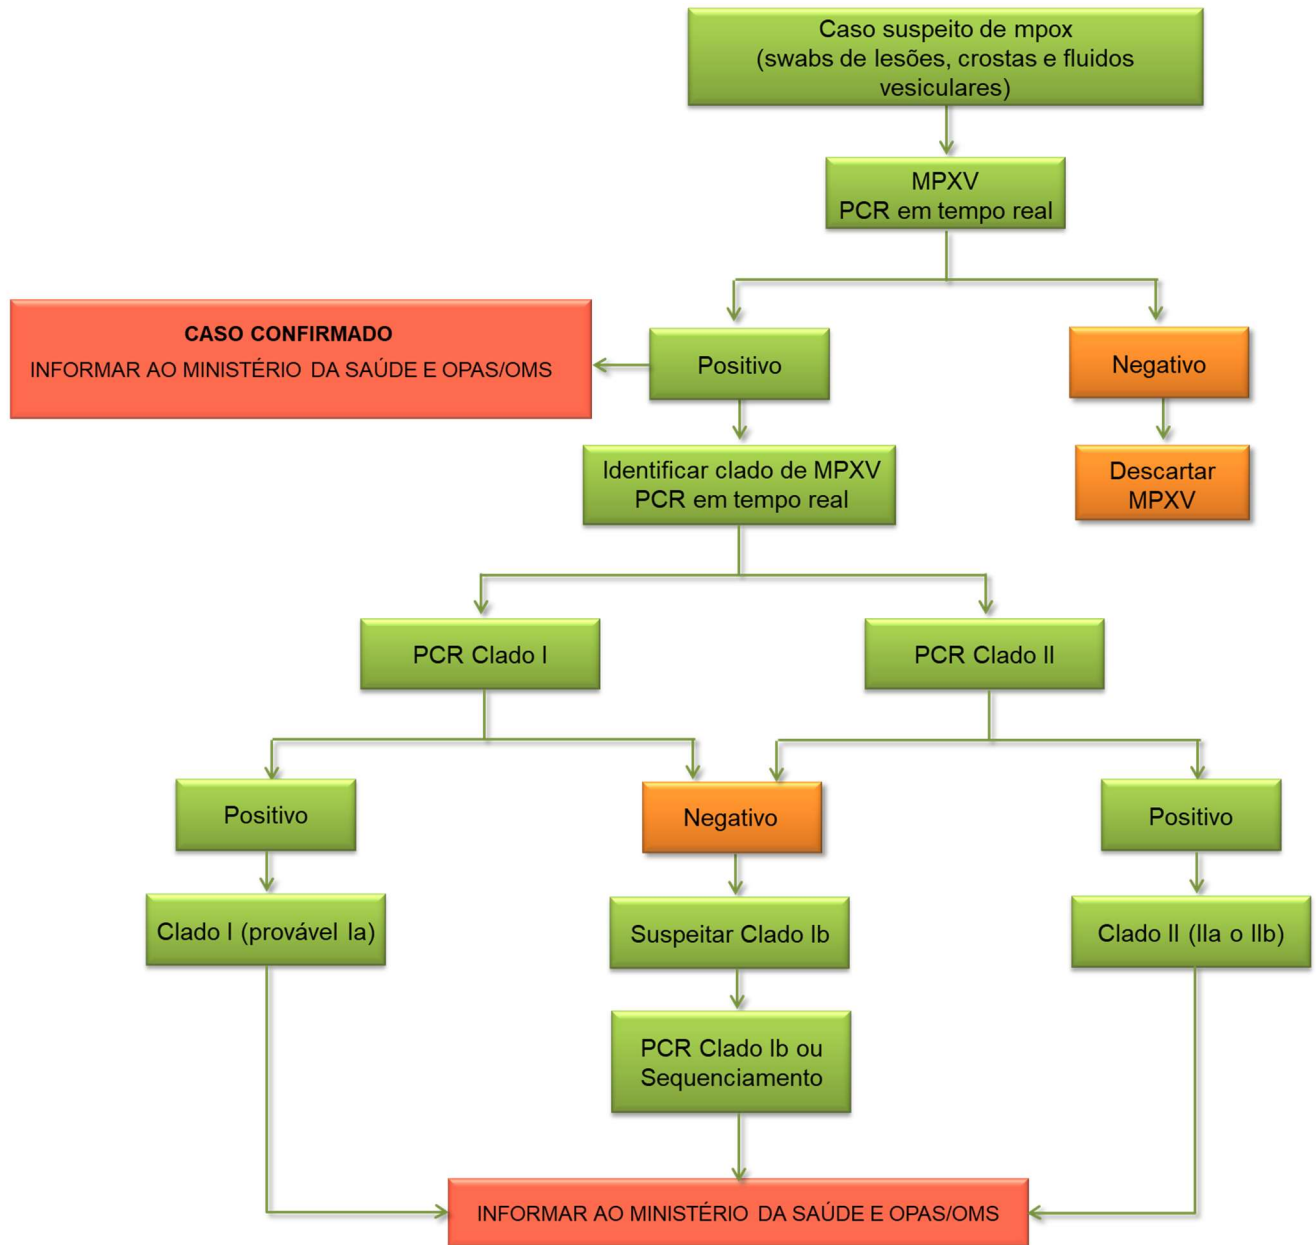 Caso suspeito de mpox
(swabs de lesões, crostas e fluidos
vesiculares)
MPXV
PCR em tempo real
CASO CONFIRMADO
INFORMAR AO MINISTÉRIO DA SAÚDE E OPAS/OMS
Positivo
Negativo
Identificar clado de MPXV
PCR em tempo real
Descartar
MPXV
PCR Clado I
PCR Clado II
Positivo
Negativo
Positivo
Clado I (provável Ia)
Suspeitar Clado Ib
Clado II (IIa o IIb)
PCR Clado Ib ou
Sequenciamento
INFORMAR AO MINISTÉRIO DA SAÚDE E OPAS/OMS